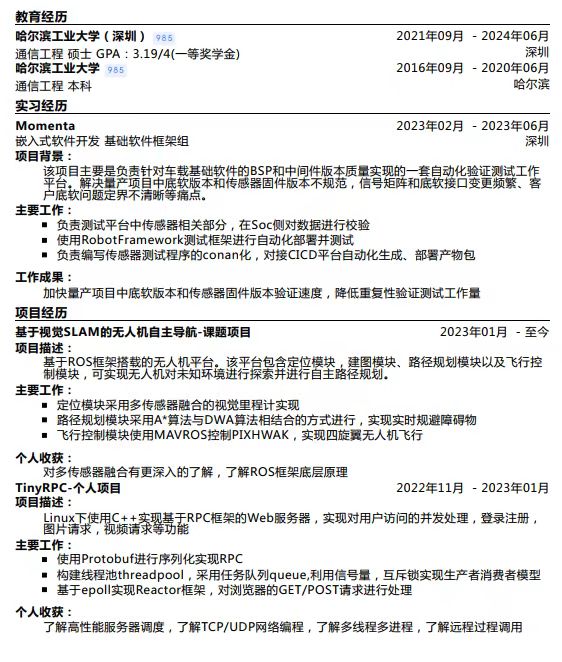 教育经历
哈尔滨工业大学（深圳） 985 2021年09月 - 2024年06月
通信工程 硕士 GPA：3.19/4(一等奖学金) 深圳
哈尔滨工业大学 985 2016年09月 - 2020年06月
通信工程 本科 哈尔滨
实习经历
Momenta 2023年02月 - 2023年06月
嵌入式软件开发 基础软件框架组 深圳
项目背景：
该项目主要是负责针对车载基础软件的BSP和中间件版本质量实现的一套自动化验证测试工作
平台。解决量产项目中底软版本和传感器固件版本不规范，信号矩阵和底软接口变更频繁、客
户底软问题定界不清晰等痛点。
主要工作：
▪ 负责测试平台中传感器相关部分，在Soc侧对数据进行校验
▪ 使用RobotFramework测试框架进行自动化部署并测试
▪ 负责编写传感器测试程序的conan化，对接CICD平台自动化生成、部署产物包
工作成果：
加快量产项目中底软版本和传感器固件版本验证速度，降低重复性验证测试工作量
项目经历
基于视觉SLAM的无人机自主导航-课题项目 2023年01月 - 至今
项目描述：
基于ROS框架搭载的无人机平台。该平台包含定位模块，建图模块、路径规划模块以及飞行控
制模块，可实现无人机对未知环境进行探索并进行自主路径规划。
主要工作：
▪ 定位模块采用多传感器融合的视觉里程计实现
▪ 路径规划模块采用A*算法与DWA算法相结合的方式进行，实现实时规避障碍物
▪ 飞行控制模块使用MAVROS控制PIXHWAK，实现四旋翼无人机飞行
个人收获：
对多传感器融合有更深入的了解，了解ROS框架底层原理
TinyRPC-个人项目 2022年11月 - 2023年01月
项目描述：
Linux下使用C++实现基于RPC框架的Web服务器，实现对用户访问的并发处理，登录注册，
图片请求，视频请求等功能
主要工作：
▪ 使用Protobuf进行序列化实现RPC
▪ 构建线程池threadpool，采用任务队列queue,利用信号量，互斥锁实现生产者消费者模型
▪ 基于epoll实现Reactor框架，对浏览器的GET/POST请求进行处理
个人收获：
了解高性能服务器调度，了解TCP/UDP网络编程，了解多线程多进程，了解远程过程调用